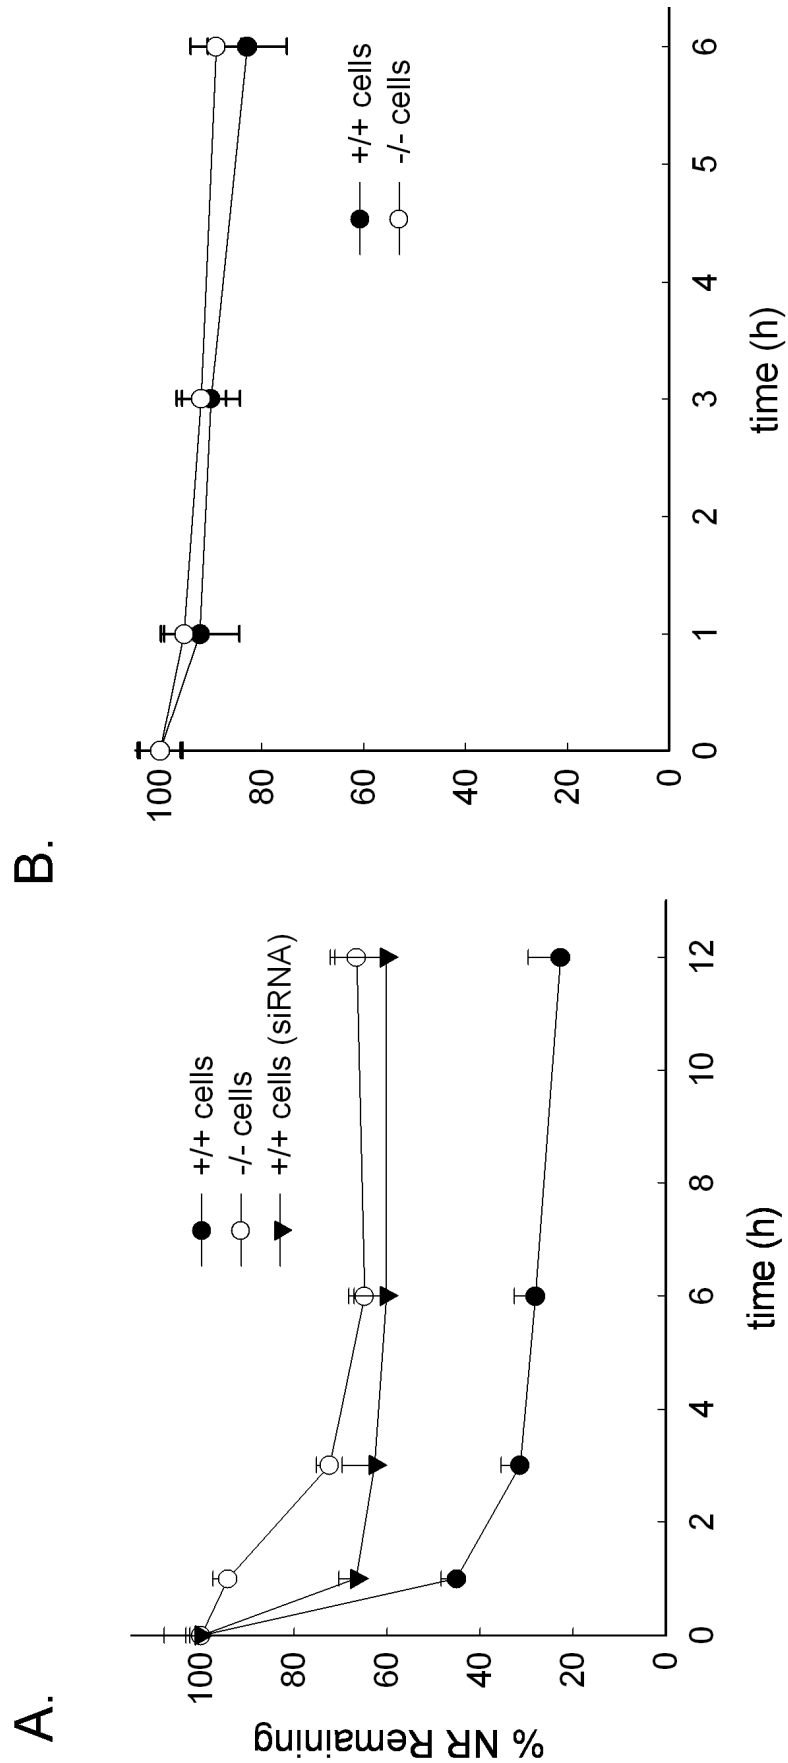 A.
% NR Remaining
100
80
60
40
20
0
0
2
4
6
8
10
12
time (h)
+/+ cells
-/- cells
+/+ cells (siRNA)
B.
100
80
60
40
20
0
0
1
2
3
4
5
6
time (h)
+/+ cells
-/- cells